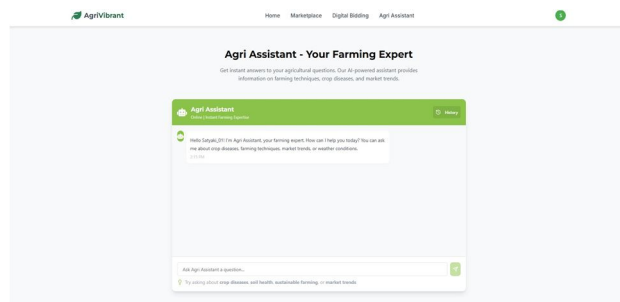 AgriVibrant
Home Marketplace Digital Bidding Agri Assistant
Agri Assistant - Your Farming Expert
Get instant answers to your agricultural questions. Our AI-powered assistant provides
information on farming techniques, crop diseases, and market trends.
Agri Assistant
Online | Instant Farming Expertise
History
I'm Agri Assistant, your farming expert. How can I help you today? You can ask
me about crop diseases, farming techniques, market trends, or weather conditions.
Ask Agri Assistant a question...
Try asking about crop diseases, soil health, sustainable farming, or market trends